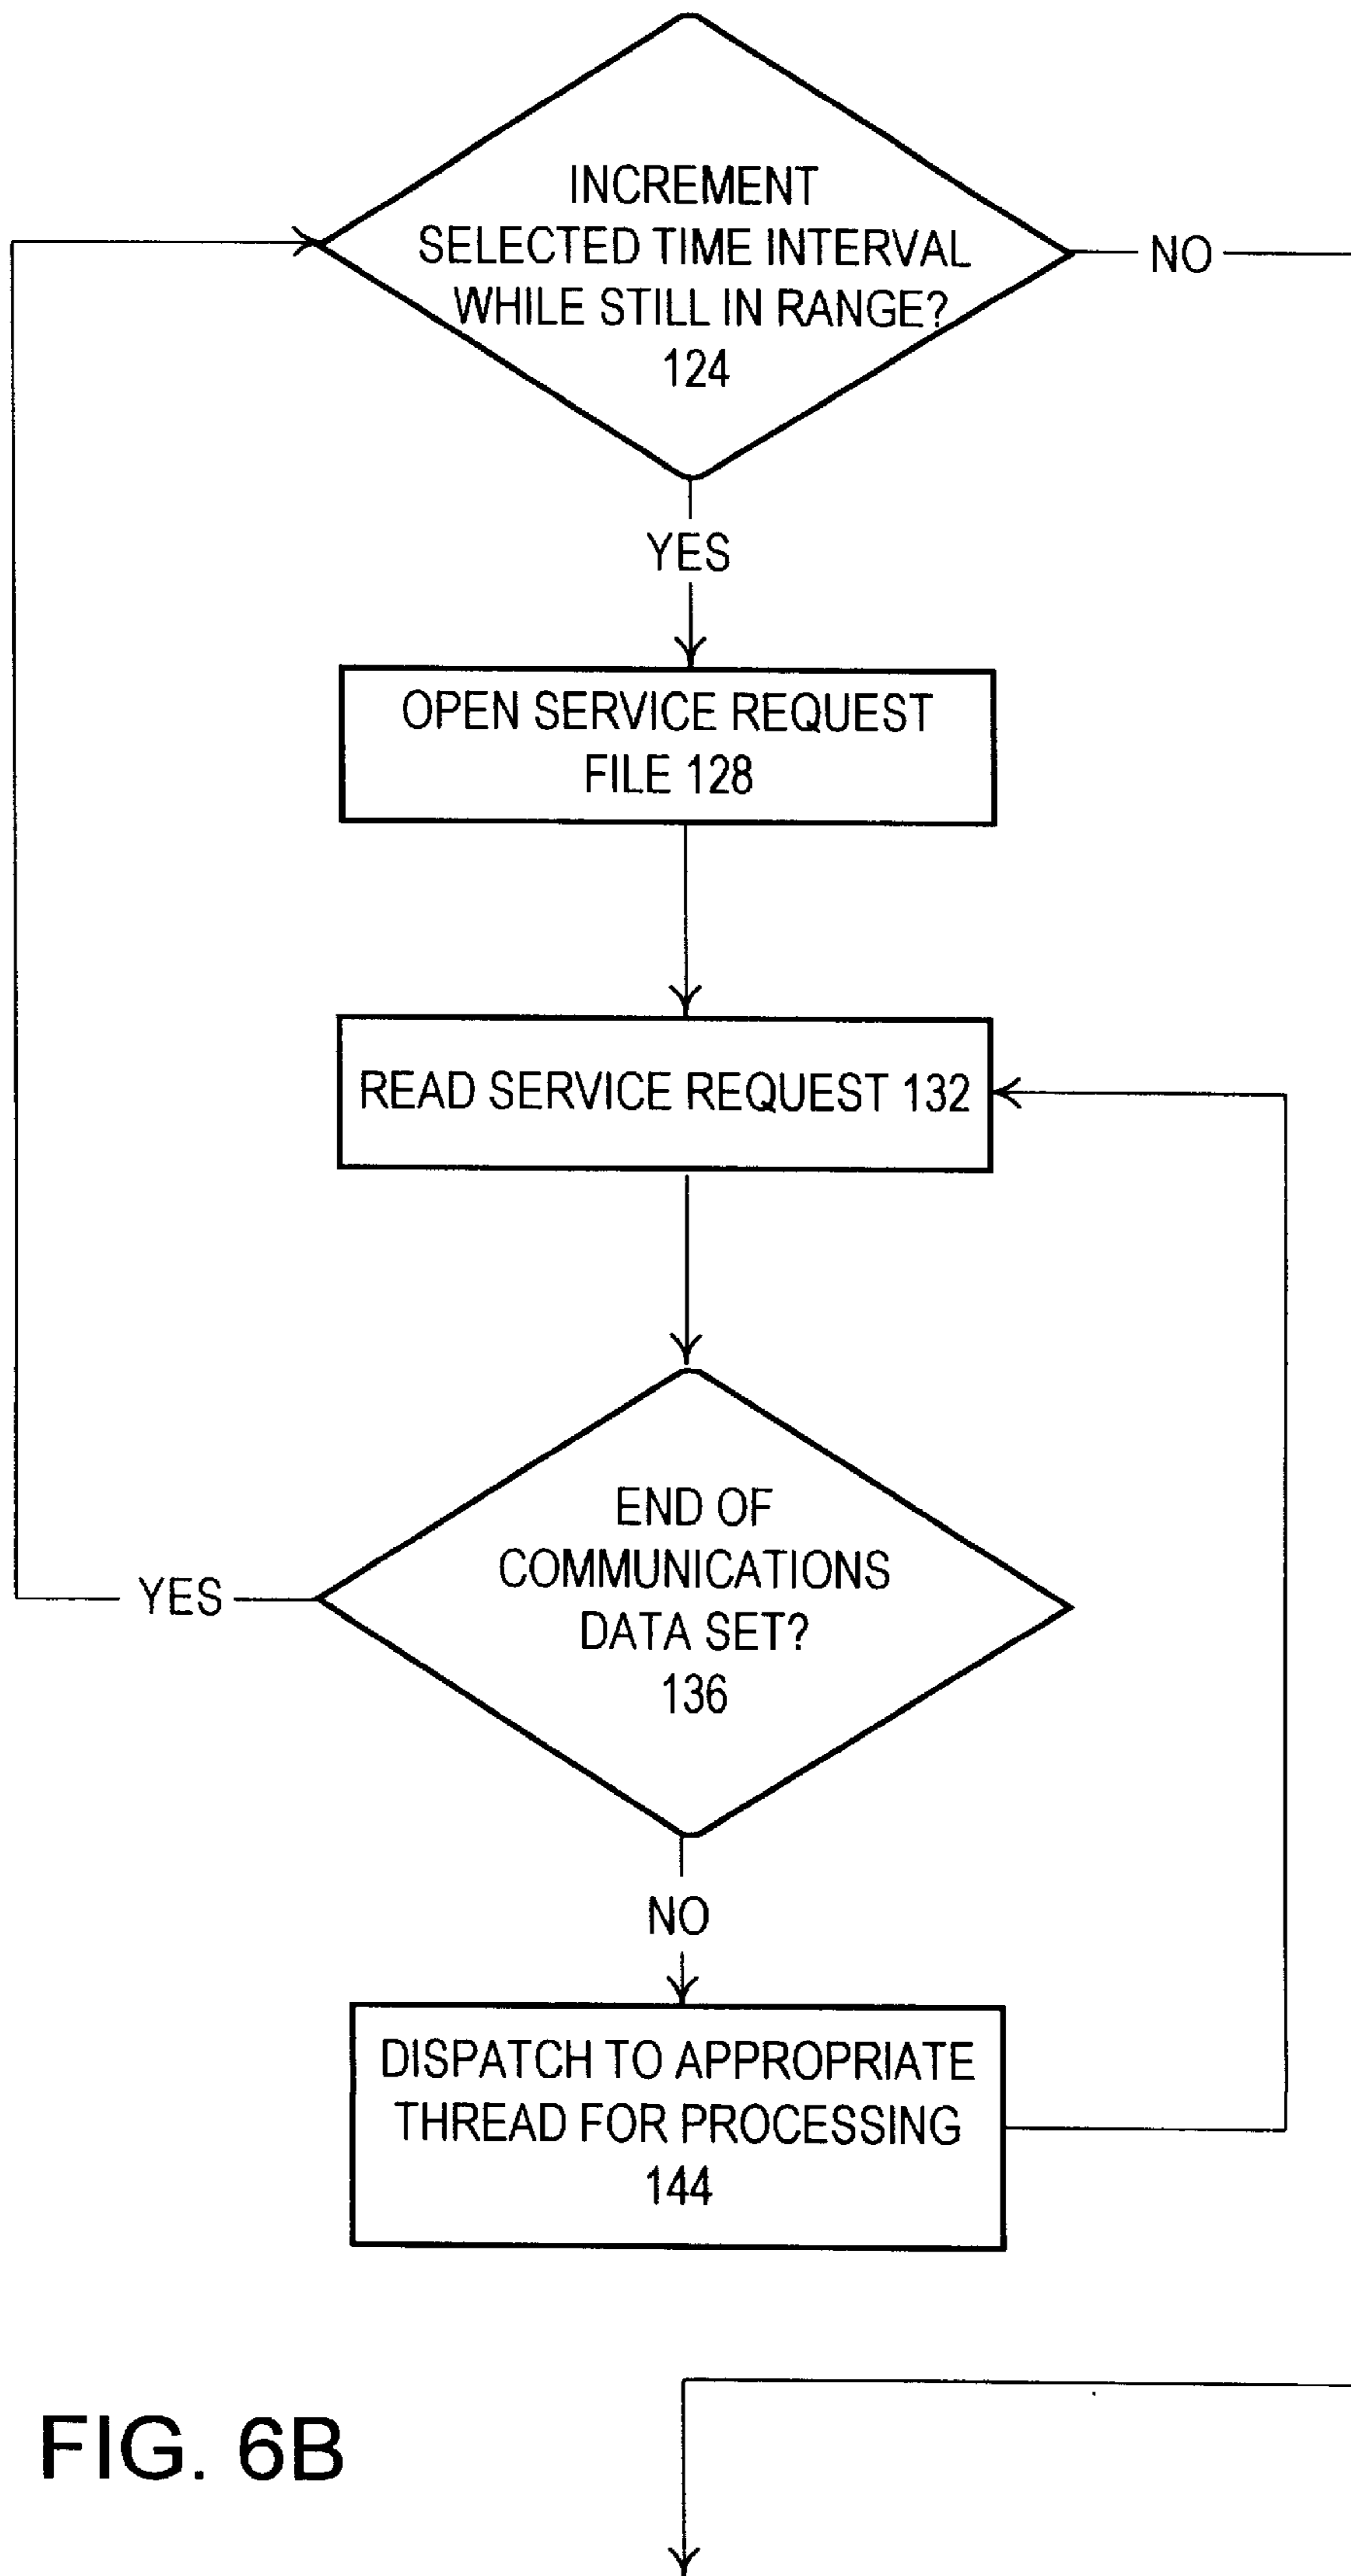 INCREMENT
SELECTED TIME INTERVAL
WHILE STILL IN RANGE?
124
NO
YES
OPEN SERVICE REQUEST
FILE 128
READ SERVICE REQUEST 132
END OF
COMMUNICATIONS
DATA SET?
136
YES
NO
DISPATCH TO APPROPRIATE
THREAD FOR PROCESSING
144
FIG. 6B